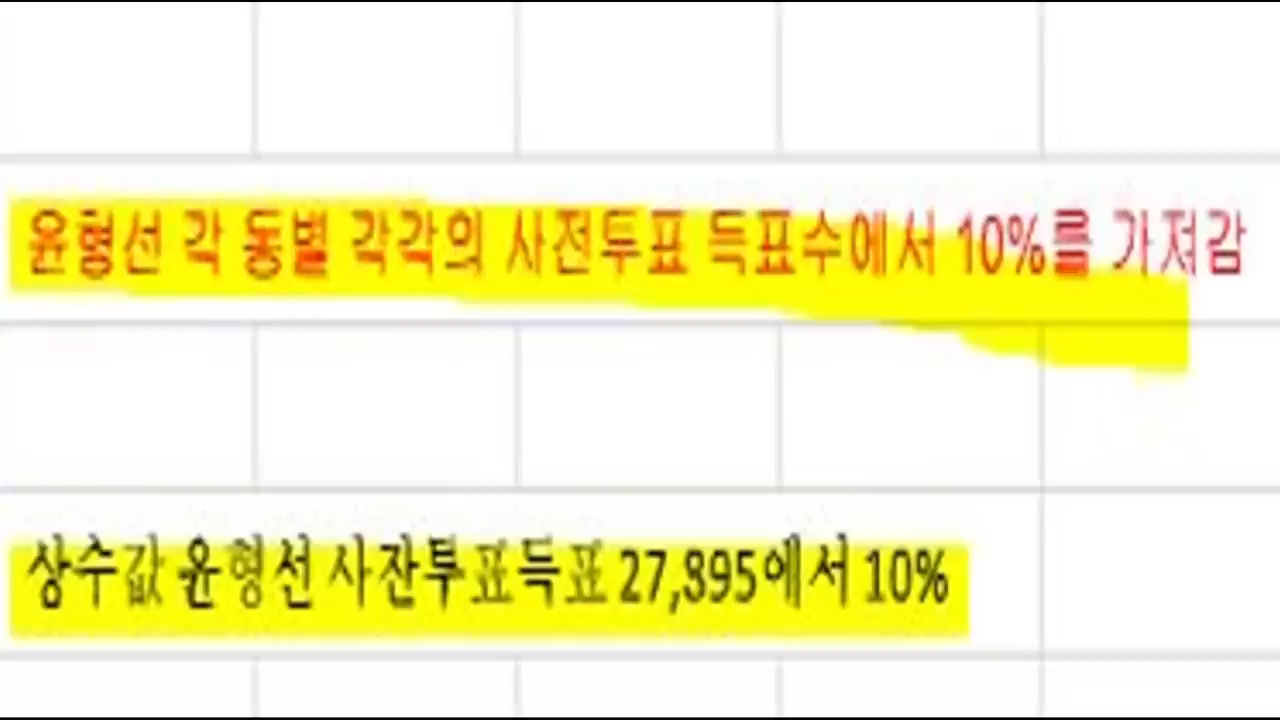 윤형선 각 동별 각각의 사전투표 득표수에서 10%를 가져감
상수값 윤형선 사잔투표득표 27,895에서 10%